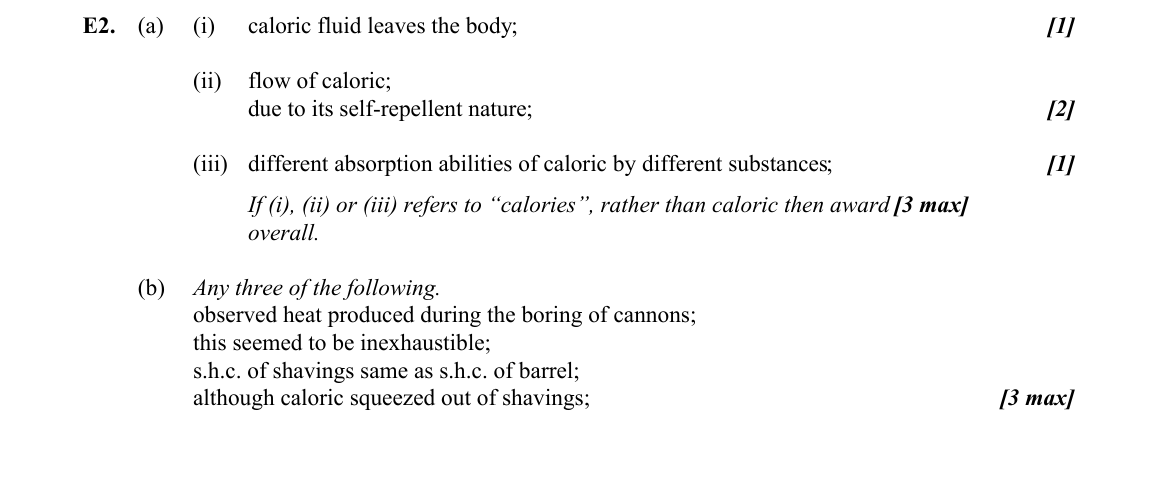 E2. (a) (i) caloric fluid leaves the body; [1]
(ii) flow of caloric;
due to its self-repellent nature; [2]
(iii) different absorption abilities of caloric by different substances; [1]
If (i), (ii) or (iii) refers to “calories”, rather than caloric then award [3 max]
overall.
(b) Any three of the following.
observed heat produced during the boring of cannons;
this seemed to be inexhaustible;
s.h.c. of shavings same as s.h.c. of barrel;
although caloric squeezed out of shavings; [3 max]